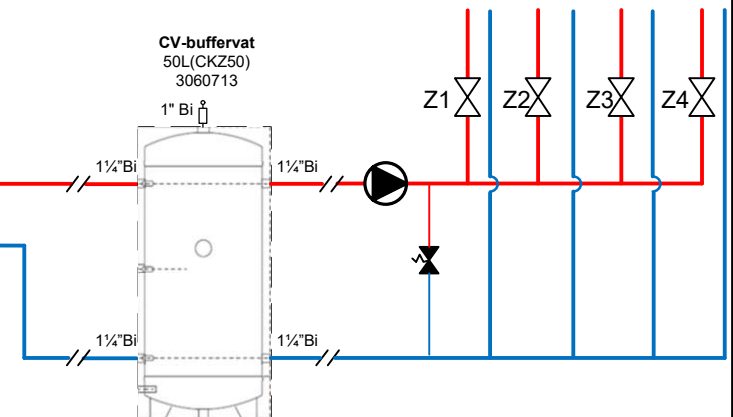 CV-buffervat
50L(CKZ50)
3060713
1" Bi
Z1
Z2
Z3
Z4
1¼”Bi
1¼”Bi
1¼”Bi
1¼”Bi